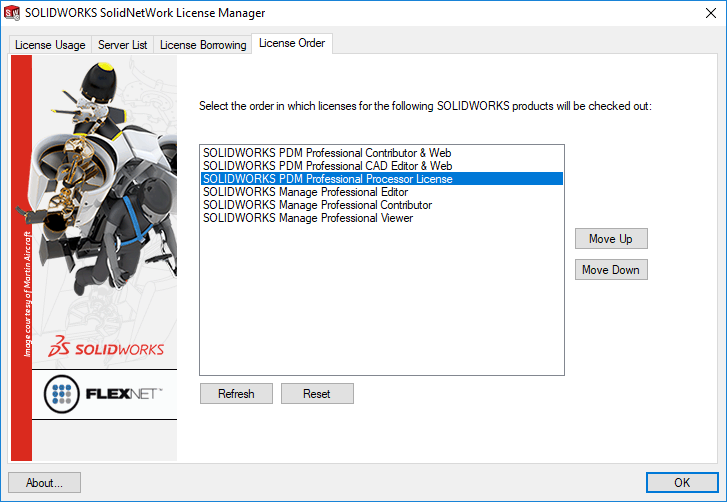 SOLIDWORKS SolidNetWork License Manager
License Usage
Server List
License Borrowing
License Order
Select the order in which licenses for the following SOLIDWORKS products will be checked out:
SOLIDWORKS PDM Professional Contributor & Web
SOLIDWORKS PDM Professional CAD Editor & Web
SOLIDWORKS PDM Professional Processor License
SOLIDWORKS Manage Professional Editor
SOLIDWORKS Manage Professional Contributor
SOLIDWORKS Manage Professional Viewer
Move Up
Move Down
Refresh
Reset
Image courtesy of Martin Aircraft
SOLIDWORKS
FLEXNET™
About...
OK